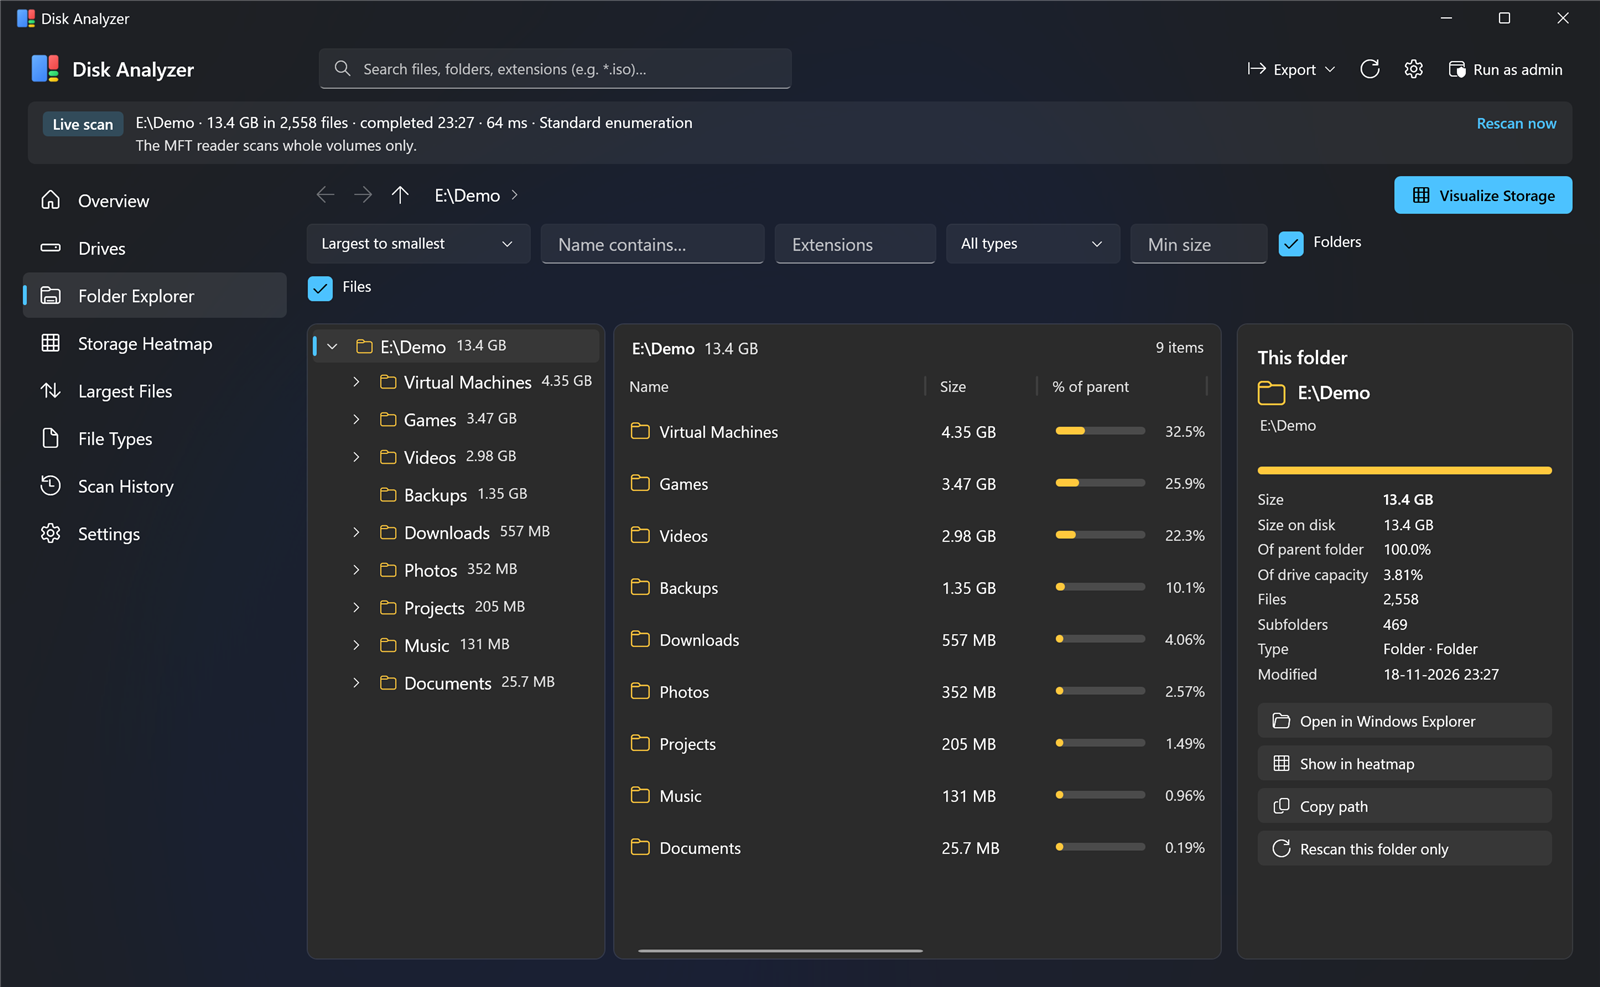 Disk Analyzer
Disk Analyzer
Search files, folders, extensions (e.g. *.iso)...
Export
Run as admin
Live scan
E:\Demo · 13.4 GB in 2,558 files · completed 23:27 · 64 ms · Standard enumeration
The MFT reader scans whole volumes only.
Rescan now
Overview
Drives
Folder Explorer
Storage Heatmap
Largest Files
File Types
Scan History
Settings
E:\Demo
Visualize Storage
Largest to smallest
Name contains...
Extensions
All types
Min size
Folders
Files
E:\Demo 13.4 GB
Virtual Machines 4.35 GB
Games 3.47 GB
Videos 2.98 GB
Backups 1.35 GB
Downloads 557 MB
Photos 352 MB
Projects 205 MB
Music 131 MB
Documents 25.7 MB
E:\Demo 13.4 GB 9 items
Name Size % of parent
Virtual Machines 4.35 GB 32.5%
Games 3.47 GB 25.9%
Videos 2.98 GB 22.3%
Backups 1.35 GB 10.1%
Downloads 557 MB 4.06%
Photos 352 MB 2.57%
Projects 205 MB 1.49%
Music 131 MB 0.96%
Documents 25.7 MB 0.19%
This folder
E:\Demo
E:\Demo
Size 13.4 GB
Size on disk 13.4 GB
Of parent folder 100.0%
Of drive capacity 3.81%
Files 2,558
Subfolders 469
Type Folder · Folder
Modified 18-11-2026 23:27
Open in Windows Explorer
Show in heatmap
Copy path
Rescan this folder only